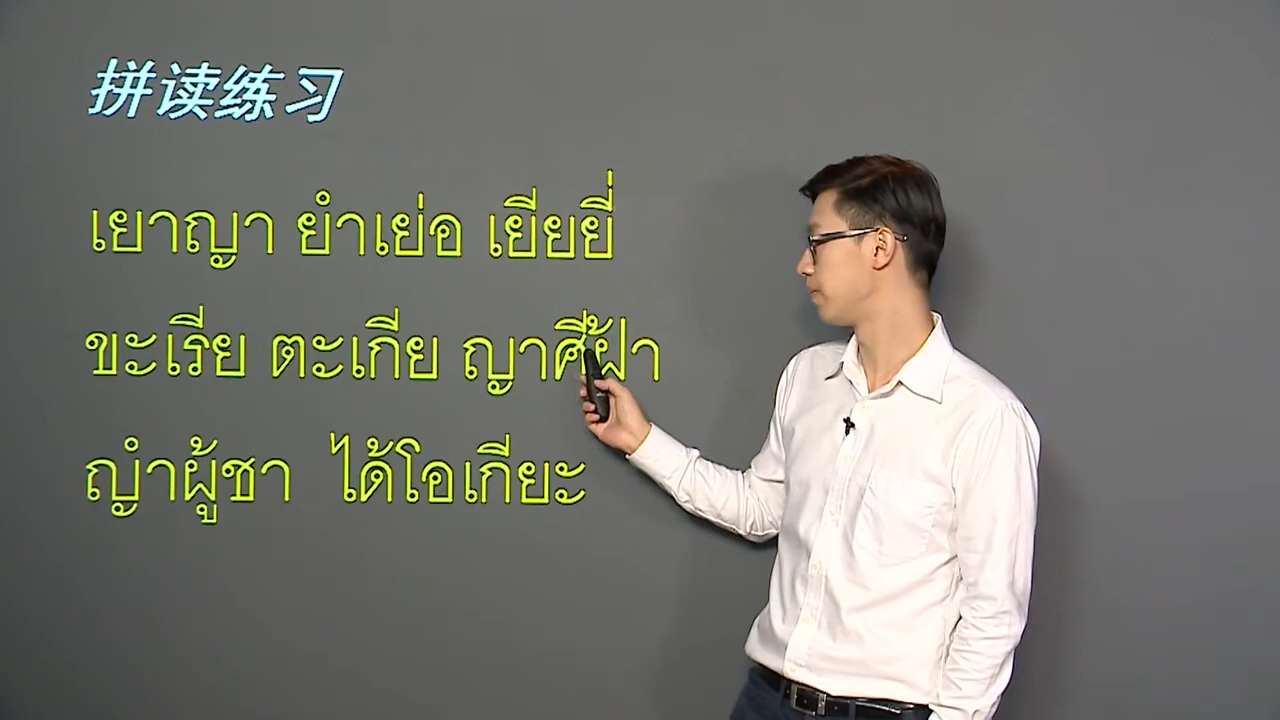 拼读练习
เยาญา ยำเย่อ เยียยี่
ขะเรีย ตะเกีย ญาศี้ฝา
ญำผู้ชา ได้โอเกียะ